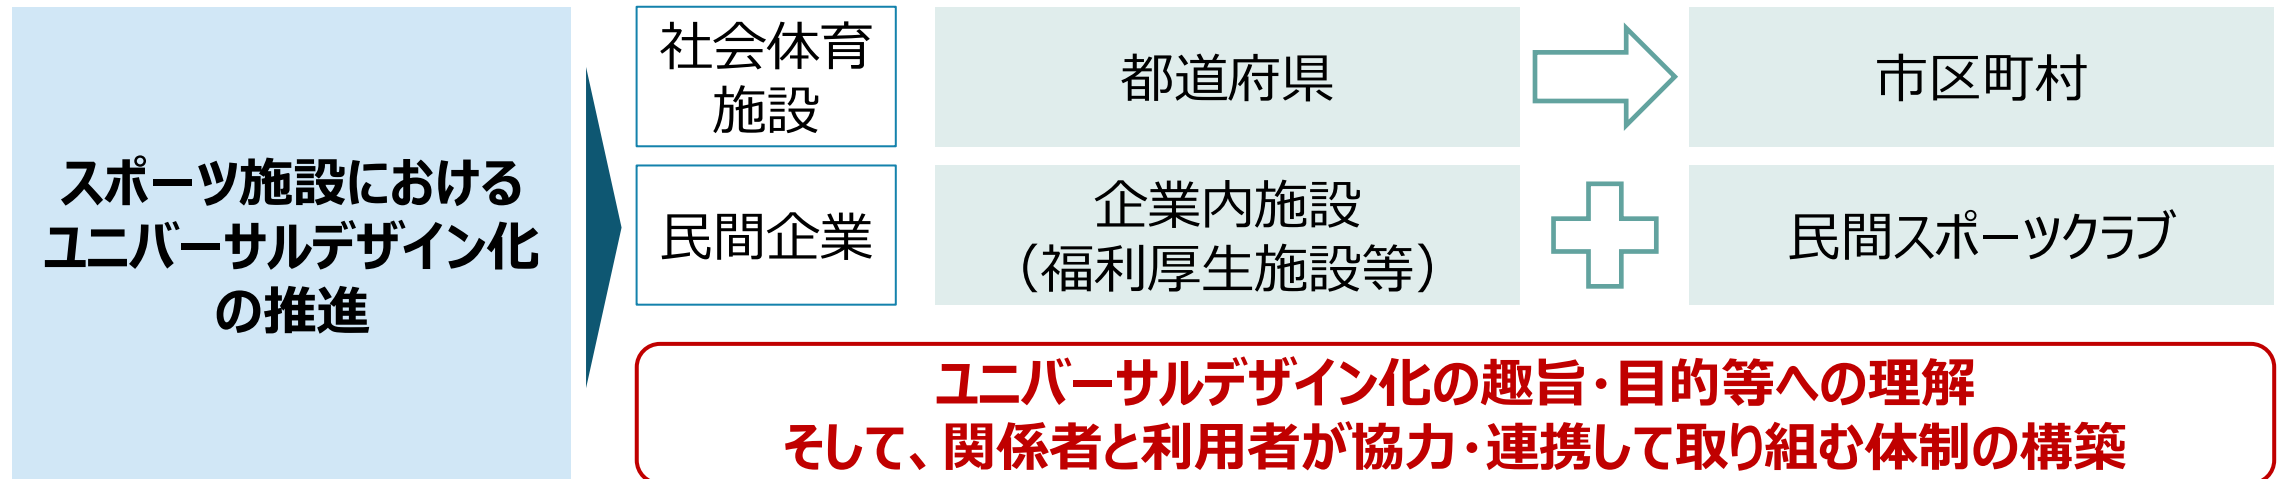 スポーツ施設における
ユニバーサルデザイン化
の推進
社会体育
施設
都道府県
市区町村
民間企業
企業内施設
（福利厚生施設等）
民間スポーツクラブ
ユニバーサルデザイン化の趣旨・目的等への理解
そして、関係者と利用者が協力・連携して取り組む体制の構築